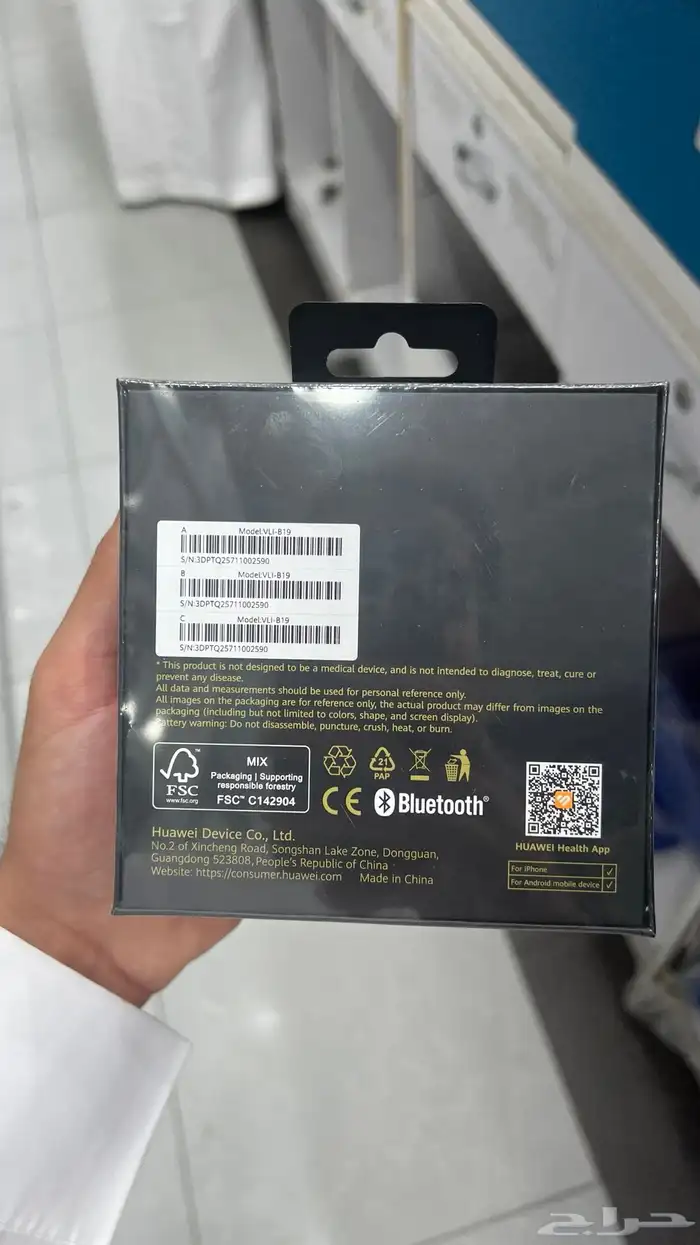 A Model:VLI-B19
S/N:3DPTQ25711002590
B Model:VLI-B19
S/N:3DPTQ25711002590
C Model:VLI-B19
S/N:3DPTQ25711002590
* This product is not designed to be a medical device, and is not intended to diagnose, treat, cure or
prevent any disease.
All data and measurements should be used for personal reference only.
All images on the packaging are for reference only, the actual product may differ from images on the
packaging (including but not limited to colors, shape, and screen display).
Battery warning: Do not disassemble, puncture, crush, heat, or burn.
FSC™
www.fsc.org
MIX
Packaging | Supporting
responsible forestry
FSC™ C142904
21
PAP
CE
Bluetooth®
HUAWEI Health App
For iPhone ✓
For Android mobile device ✓
Huawei Device Co., Ltd.
No.2 of Xincheng Road, Songshan Lake Zone, Dongguan,
Guangdong 523808, People's Republic of China
Website: https://consumer.huawei.com Made in China
حراج